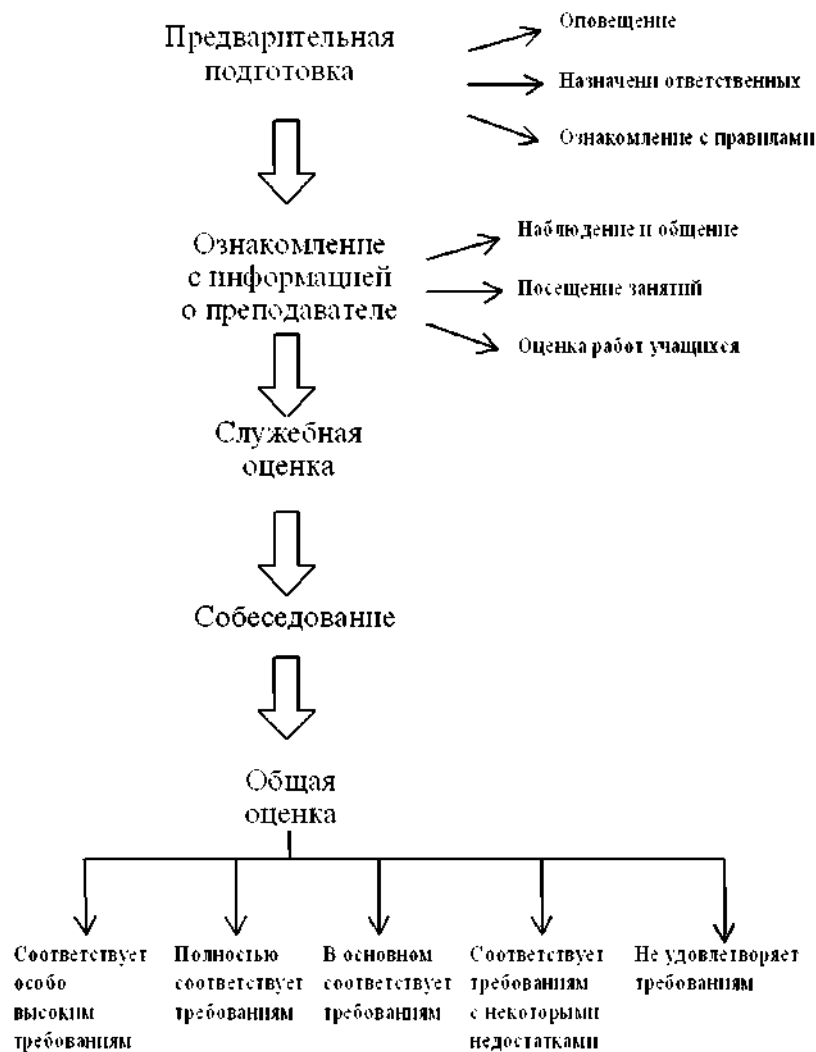 Предварительная
подготовка
Оповещение
Назначени ответственных
Ознакомление с правилами
Ознакомление
с информацией
о преподавателе
Наблюдение и общение
Посещение занятий
Оценка работ учащихся
Служебная
оценка
Собеседование
Общая
оценка
Соответствует
особо
высоким
требованиям
Полностью
соответствует
требованиям
В основном
соответствует
требованиям
Соответствует
требованиям
с некоторыми
недостатками
Не удовлетворяет
требованиям